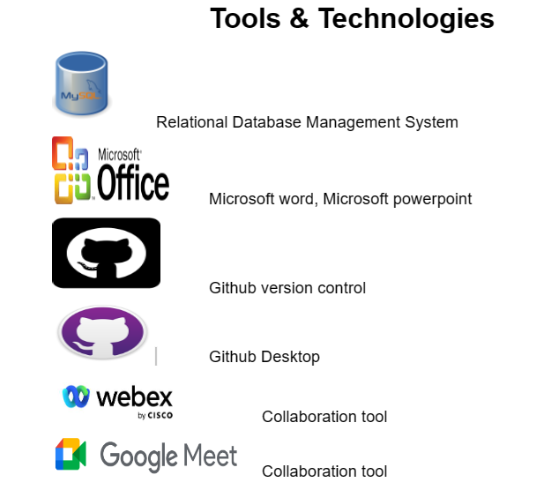 Tools & Technologies
MySQL
Relational Database Management System
Microsoft
Office
Microsoft word, Microsoft powerpoint
Github version control
Github Desktop
webex
by CISCO
Collaboration tool
Google Meet
Collaboration tool